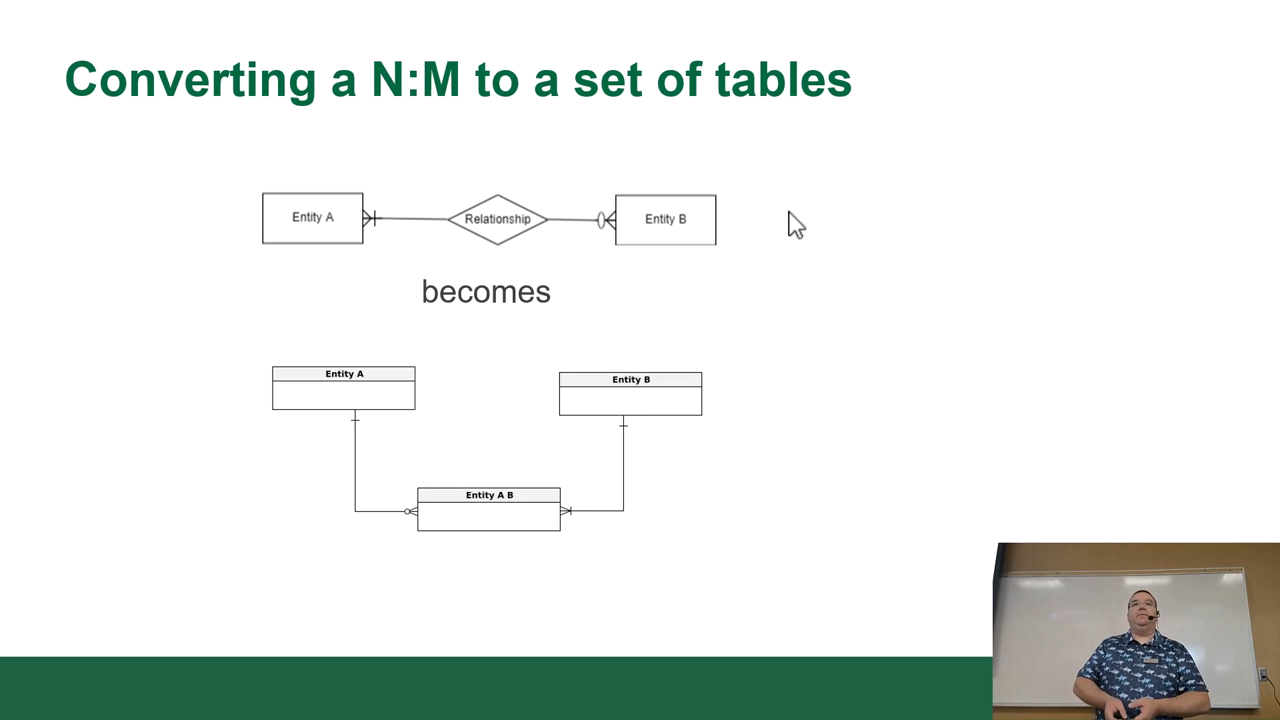 Converting a N:M to a set of tables
Entity A
Relationship
Entity B
becomes
Entity A
Entity B
Entity A B